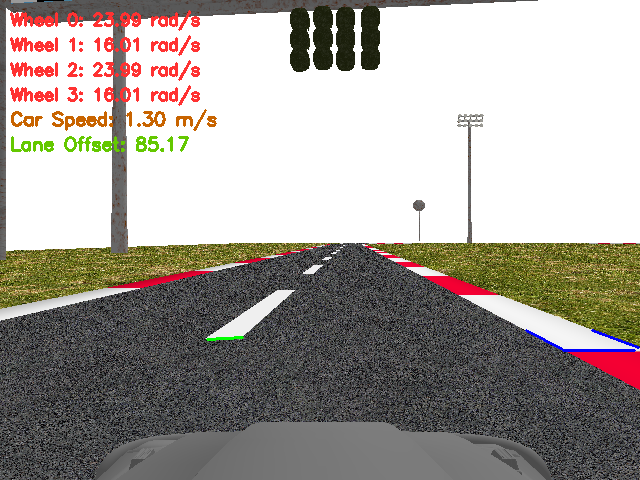 Wheel 0: 23.99 rad/s
Wheel 1: 16.01 rad/s
Wheel 2: 23.99 rad/s
Wheel 3: 16.01 rad/s
Car Speed: 1.30 m/s
Lane Offset: 85.17